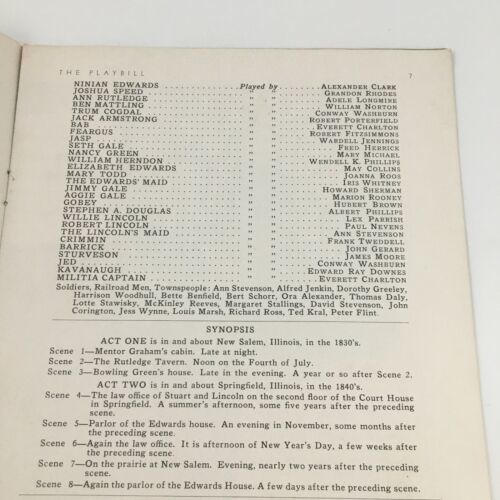 THE PLAYBILL 7
NINIAN EDWARDS Played by ALEXANDER CLARK
JOSHUA SPEED " " GRANDON RHODES
ANN RUTLEDGE " " ADELE LONGMIRE
BEN MATTLING " " WILLIAM NORTON
TRUM COGDAL " " CONWAY WASHBURN
JACK ARMSTRONG " " ROBERT PORTERFIELD
BAB " " EVERETT CHARLTON
FEARGUS " " ROBERT FITZSIMMONS
JASP " " WARDELL JENNINGS
SETH GALE " " FRED HERRICK
NANCY GREEN " " MARY MICHAEL
WILLIAM HERNDON " " WENDELL K. PHILLIPS
ELIZABETH EDWARDS " " MAY COLLINS
MARY TODD " " JOANNA ROOS
THE EDWARDS' MAID " " IRIS WHITNEY
JIMMY GALE " " HOWARD SHERMAN
AGGIE GALE " " MARION ROONEY
GOBEY " " HUBERT BROWN
STEPHEN A. DOUGLAS " " ALBERT PHILLIPS
WILLIE LINCOLN " " LEX PARRISH
ROBERT LINCOLN " " PAUL NEVENS
THE LINCOLN'S MAID " " ANN STEVENSON
CRIMMIN " " FRANK TWEDDELL
BARRICK " " JOHN GERARD
STURVESON " " JAMES MOORE
JED " " CONWAY WASHBURN
KAVANAUGH " " EDWARD RAY DOWNES
MILITIA CAPTAIN " " EVERETT CHARLTON
Soldiers, Railroad Men, Townspeople: Ann Stevenson, Alfred Jenkin, Dorothy Greeley,
Harrison Woodhull, Bette Benfield, Bert Schorr, Ora Alexander, Thomas Daly,
Lotte Stawisky, McKinley Reeves, Margaret Stallings, David Stevenson, John
Corington, Jess Wynne, Louis Marsh, Richard Ross, Ted Kral, Peter Flint.
SYNOPSIS
ACT ONE is in and about New Salem, Illinois, in the 1830's.
Scene 1—Mentor Graham's cabin. Late at night.
Scene 2—The Rutledge Tavern. Noon on the Fourth of July.
Scene 3—Bowling Green's house. Late in the evening. A year or so after Scene 2.
ACT TWO is in and about Springfield, Illinois, in the 1840's.
Scene 4—The law office of Stuart and Lincoln on the second floor of the Court House
in Springfield. A summer's afternoon, some five years after the preceding
scene.
Scene 5—Parlor of the Edwards house. An evening in November, some months after
the preceding scene.
Scene 6—Again the law office. It is afternoon of New Year's Day, a few weeks after
the preceding scene.
Scene 7—On the prairie at New Salem. Evening, nearly two years after the preceding
scene.
Scene 8—Again the parlor of the Edwards House. A few days after the preceding scene.